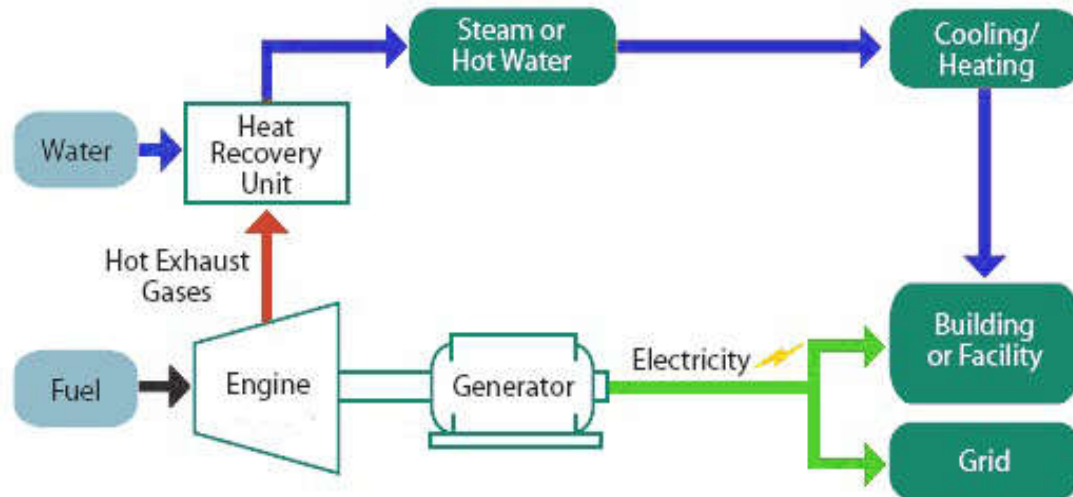 Steam or
Hot Water
Cooling/
Heating
Water
Heat
Recovery
Unit
Hot Exhaust
Gases
Fuel
Engine
Generator
Electricity
Building
or Facility
Grid